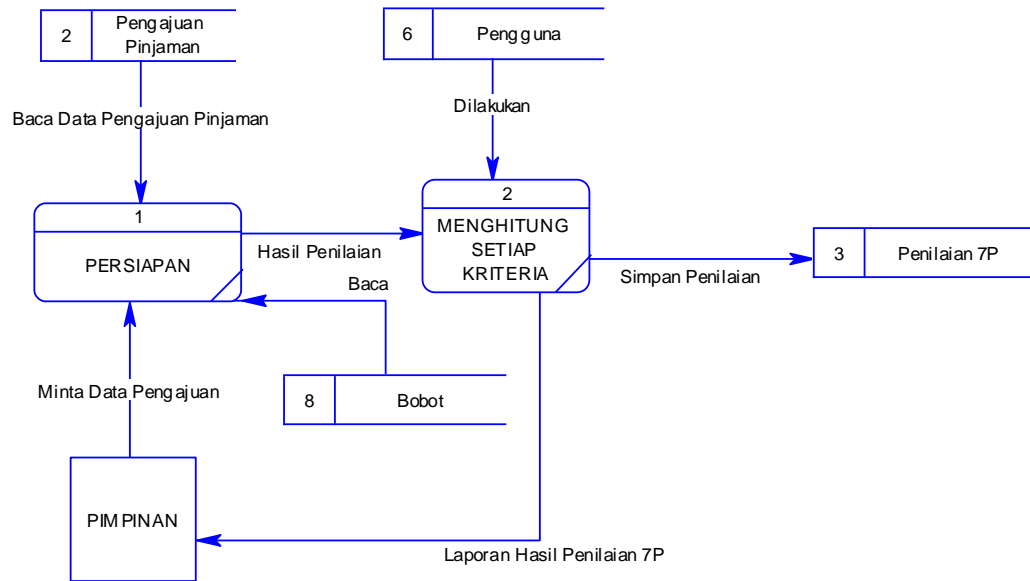 2
Pengajuan
Pinjaman
6
Pengguna
Baca Data Pengajuan Pinjaman
Dilakukan
1
PERSIAPAN
Hasil Penilaian
2
MENGHITUNG
SETIAP
KRITERIA
Simpan Penilaian
3
Penilaian 7P
Baca
Minta Data Pengajuan
8
Bobot
PIMPINAN
Laporan Hasil Penilaian 7P